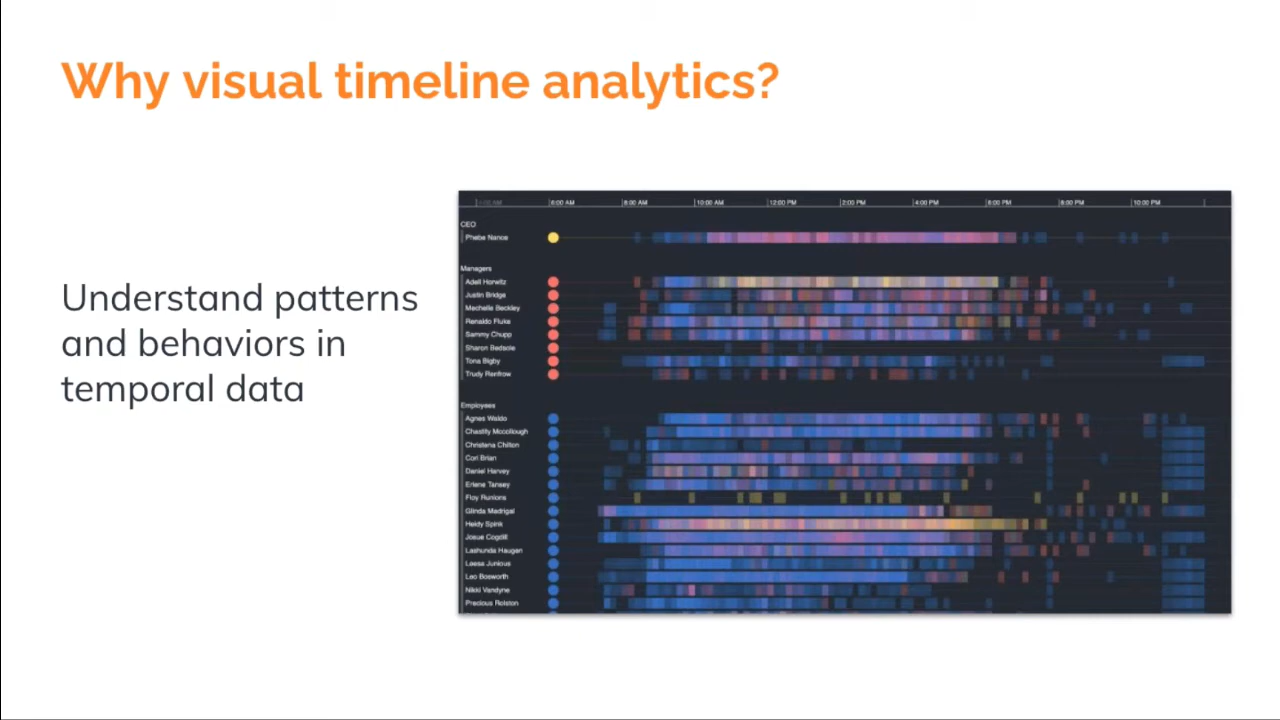 Why visual timeline analytics?
Understand patterns
and behaviors in
temporal data
6:00 AM 8:00 AM 10:00 AM 12:00 PM 2:00 PM 4:00 PM 6:00 PM 8:00 PM 10:00 PM
CEO
Phebe Nance
Managers
Adell Horwitz
Justin Bridge
Mechelle Beckley
Renaldo Fluke
Sammy Chupp
Sharon Bedsole
Tona Bigby
Trudy Renfrow
Employees
Agnes Waldo
Chastity Mccollough
Christena Chilton
Cori Brian
Daniel Harvey
Erlene Tansey
Floy Runions
Glinda Madrigal
Heidy Spink
Josue Cogdill
Lashunda Haugen
Leesa Junious
Leo Bosworth
Nikki Vandyne
Precious Rolston